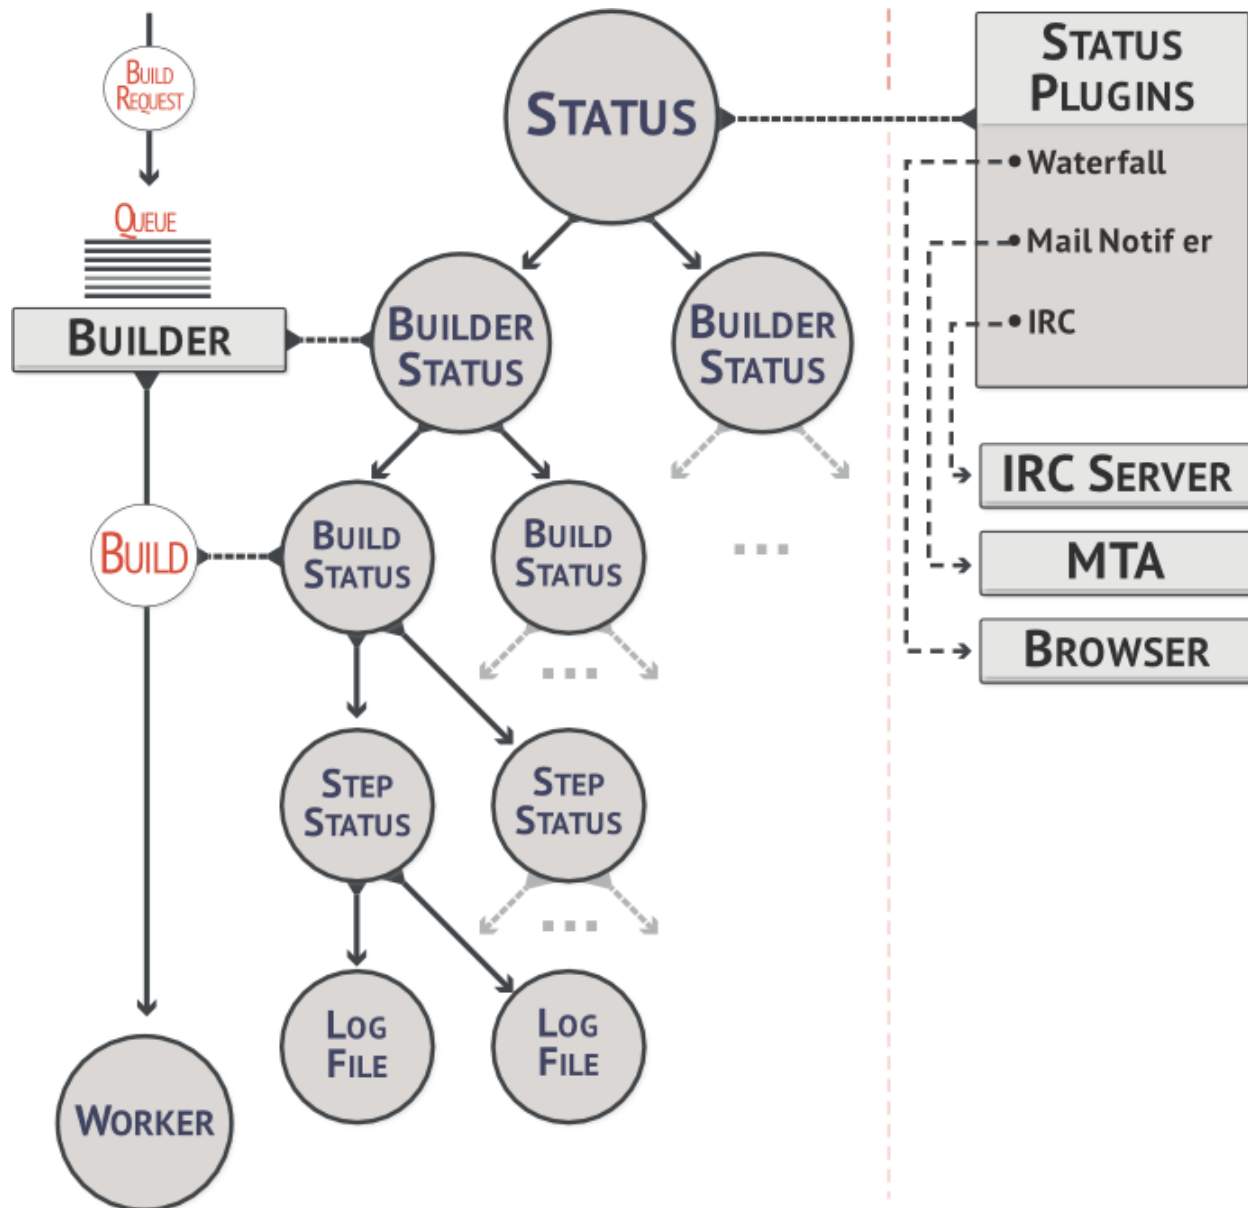 BUILD
REQUEST
QUEUE
BUILDER
BUILD
WORKER
STATUS
BUILDER
STATUS
BUILDER
STATUS
BUILD
STATUS
BUILD
STATUS
...
...
STEP
STATUS
STEP
STATUS
...
LOG
FILE
LOG
FILE
STATUS
PLUGINS
• Waterfall
• Mail Notif er
• IRC
IRC SERVER
MTA
BROWSER